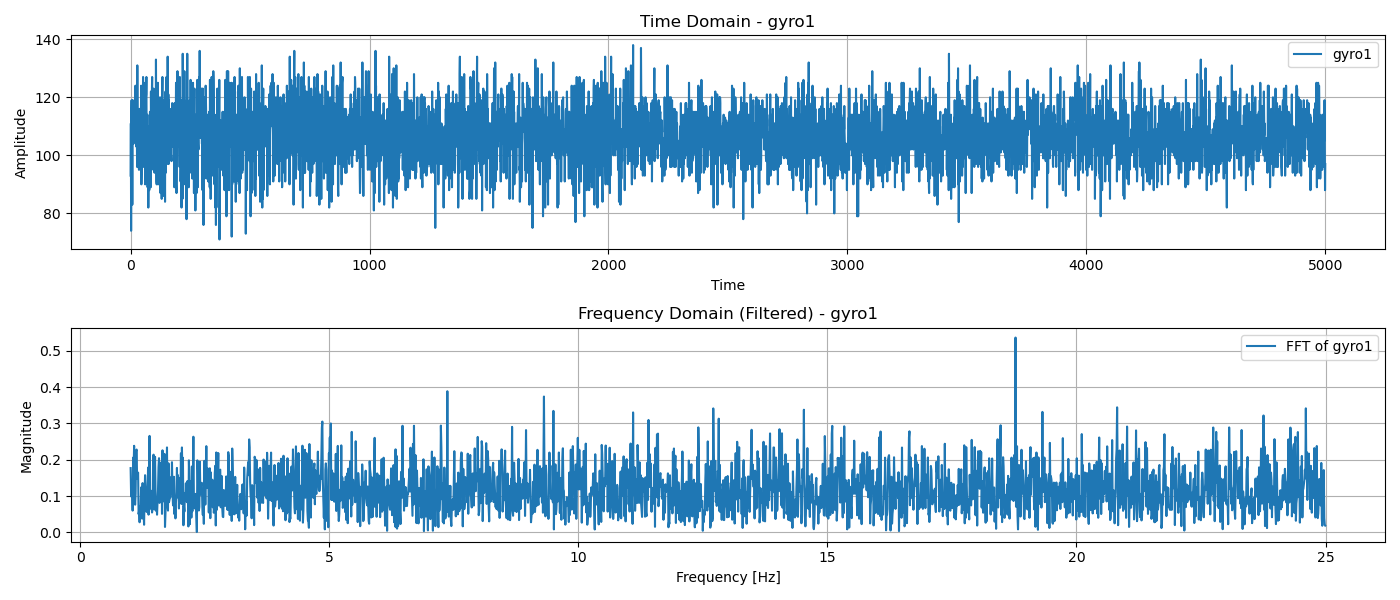 Time Domain - gyro1
140
120
100
80
Amplitude
gyro1
0 1000 2000 3000 4000 5000
Time
Frequency Domain (Filtered) - gyro1
0.5
0.4
0.3
0.2
0.1
0.0
Magnitude
FFT of gyro1
0 5 10 15 20 25
Frequency [Hz]